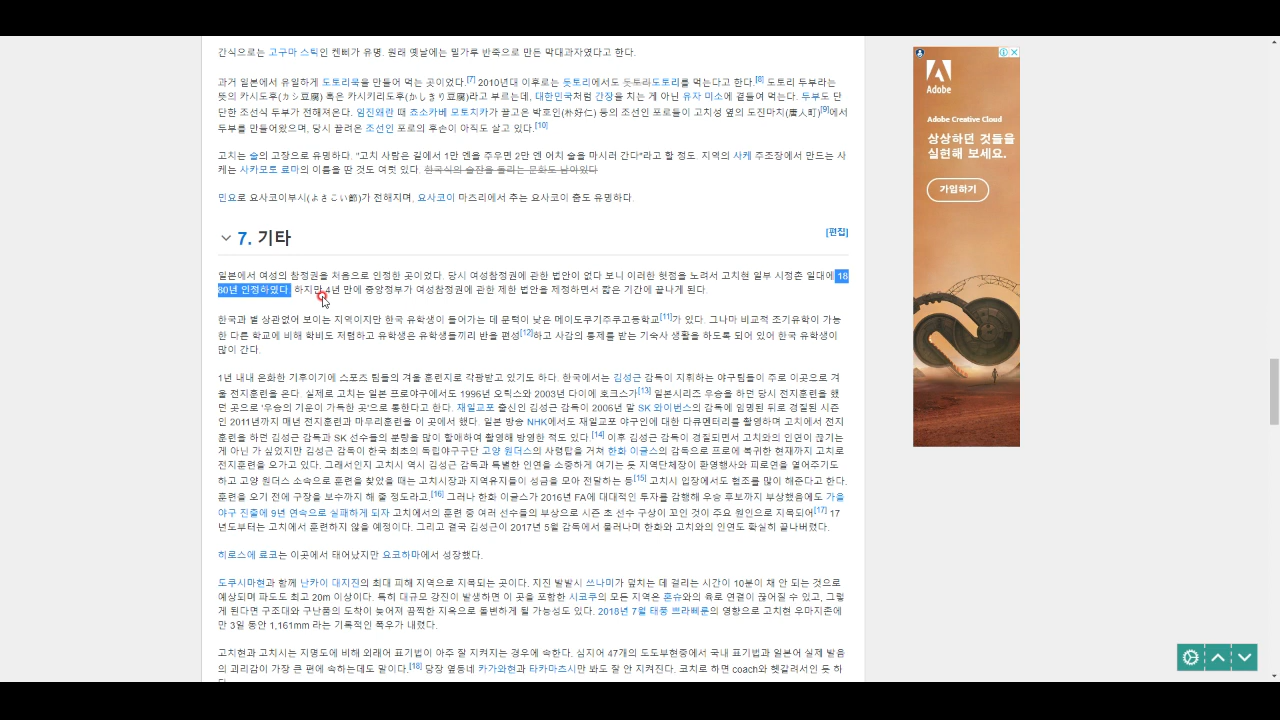 간식으로는 고구마 스틱인 켄삐가 유명. 원래 옛날에는 밀가루 반죽으로 만든 막대과자였다고 한다.
과거 일본에서 유일하게 도토리묵을 만들어 먹는 곳이었다.[7] 2010년대 이후로는 돗토리에서도 돗토리도토리를 먹는다고 한다.[8] 도토리 두부라는
뜻의 카시도후(カシ豆腐) 혹은 카시키리도후(かしきり豆腐)라고 부르는데, 대한민국처럼 간장을 치는 게 아닌 유자 미소에 곁들여 먹는다. 두부도 단
단한 조선식 두부가 전해져온다. 임진왜란 때 쵸소카베 모토치카가 끌고온 박호인(朴好仁) 등의 조선인 포로들이 고치성 옆의 도진마치(唐人町)[9]에서
두부를 만들어왔으며, 당시 끌려온 조선인 포로의 후손이 아직도 살고 있다.[10]
고치는 술의 고장으로 유명하다. "고치 사람은 길에서 1만 엔을 주우면 2만 엔 어치 술을 마시러 간다"라고 할 정도. 지역의 사케 주조장에서 만드는 사
케는 사카모토 료마의 이름을 딴 것도 여럿 있다. 한국식의 술잔을 돌리는 문화도 남아있다
민요로 요사코이부시(よさこい節)가 전해지며, 요사코이 마츠리에서 추는 요사코이 춤도 유명하다.
7. 기타
[편집]
일본에서 여성의 참정권을 처음으로 인정한 곳이었다. 당시 여성참정권에 관한 법안이 없다 보니 이러한 헛점을 노려서 고치현 일부 시정촌 일대에 18
80년 인정하였다. 지만 4년 만에 중앙정부가 여성참정권에 관한 제한 법안을 제정하면서 짧은 기간에 끝나게 된다.
한국과 별 상관없어 보이는 지역이지만 한국 유학생이 들어가는 데 문턱이 낮은 메이도쿠기주쿠고등학교[11]가 있다. 그나마 비교적 조기유학이 가능
한 다른 학교에 비해 학비도 저렴하고 유학생은 유학생들끼리 반을 편성[12]하고 사감의 통제를 받는 기숙사 생활을 하도록 되어 있어 한국 유학생이
많이 간다.
1년 내내 온화한 기후이기에 스포츠 팀들의 겨울 훈련지로 각광받고 있기도 하다. 한국에서는 김성근 감독이 지휘하는 야구팀들이 주로 이곳으로 겨
울 전지훈련을 온다. 실제로 고치는 일본 프로야구에서도 1996년 오릭스와 2003년 다이에 호크스가[13] 일본시리즈 우승을 하던 당시 전지훈련을 했
던 곳으로 '우승의 기운이 가득한 곳'으로 통한다고 한다. 재일교포 출신인 김성근 감독이 2006년 말 SK 와이번스의 감독에 임명된 뒤로 경질된 시즌
인 2011년까지 매년 전지훈련과 마무리훈련을 이 곳에서 했다. 일본 방송 NHK에서도 재일교포 야구인에 대한 다큐멘터리를 촬영하며 고치에서 전지
훈련을 하던 김성근 감독과 SK 선수들의 분량을 많이 할애하여 촬영해 방영한 적도 있다.[14] 이후 김성근 감독이 경질되면서 고치와의 인연이 끊기는
게 아닌 가 싶었지만 김성근 감독이 한국 최초의 독립야구구단 고양 원더스의 사령탑을 거쳐 한화 이글스의 감독으로 프로에 복귀한 현재까지 고치로
전지훈련을 오가고 있다. 그래서인지 고치시 역시 김성근 감독과 특별한 인연을 소중하게 여기는 듯 지역단체장이 환영행사와 피로연을 열어주기도
하고 고양 원더스 소속으로 훈련을 찾았을 때는 고치시장과 지역유지들이 성금을 모아 전달하는 등[15] 고치시 입장에서도 협조를 많이 해준다고 한다.
훈련을 오기 전에 구장을 보수까지 해 줄 정도라고.[16] 그러나 한화 이글스가 2016년 FA에 대대적인 투자를 감행해 우승 후보까지 부상했음에도 가을
야구 진출에 9년 연속으로 실패하게 되자 고치에서의 훈련 중 여러 선수들의 부상으로 시즌 초 선수 구상이 꼬인 것이 주요 원인으로 지목되어[17] 17
년도부터는 고치에서 훈련하지 않을 예정이다. 그리고 결국 김성근이 2017년 5월 감독에서 물러나며 한화와 고치와의 인연도 확실히 끝나버렸다.
히로스에 료코는 이곳에서 태어났지만 요코하마에서 성장했다.
도쿠시마현과 함께 난카이 대지진의 최대 피해 지역으로 지목되는 곳이다. 지진 발발시 쓰나미가 덮치는 데 걸리는 시간이 10분이 채 안 되는 것으로
예상되며 파도도 최고 20m 이상이다. 특히 대규모 강진이 발생하면 이 곳을 포함한 시코쿠의 모든 지역은 혼슈와의 육로 연결이 끊어질 수 있고, 그렇
게 된다면 구조대와 구난품의 도착이 늦어져 끔찍한 지옥으로 돌변하게 될 가능성도 있다. 2018년 7월 태풍 쁘라삐룬의 영향으로 고치현 우마지촌에
만 3일 동안 1,161mm 라는 기록적인 폭우가 내렸다.
고치현과 고치시는 지명도에 비해 외래어 표기법이 아주 잘 지켜지는 경우에 속한다. 심지어 47개의 도도부현중에서 국내 표기법과 일본어 실제 발음
의 괴리감이 가장 큰 편에 속하는데도 말이다.[18] 당장 옆동네 카가와현과 타카마츠시만 봐도 잘 안 지켜진다. 코치로 하면 coach와 헷갈려서인 듯 하
Adobe
Adobe Creative Cloud
상상하던 것들을
실현해 보세요.
가입하기